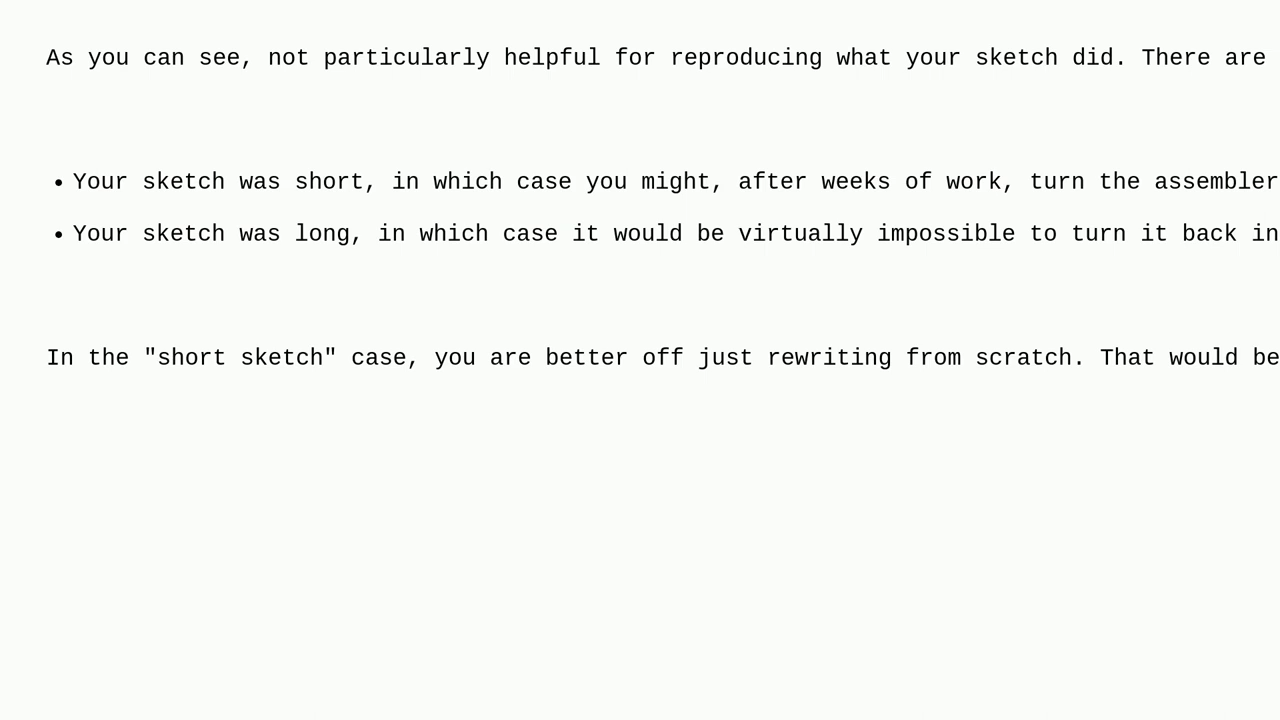 As you can see, not particularly helpful for reproducing what your sketch did. There are
• Your sketch was short, in which case you might, after weeks of work, turn the assembler
• Your sketch was long, in which case it would be virtually impossible to turn it back in
In the "short sketch" case, you are better off just rewriting from scratch. That would be